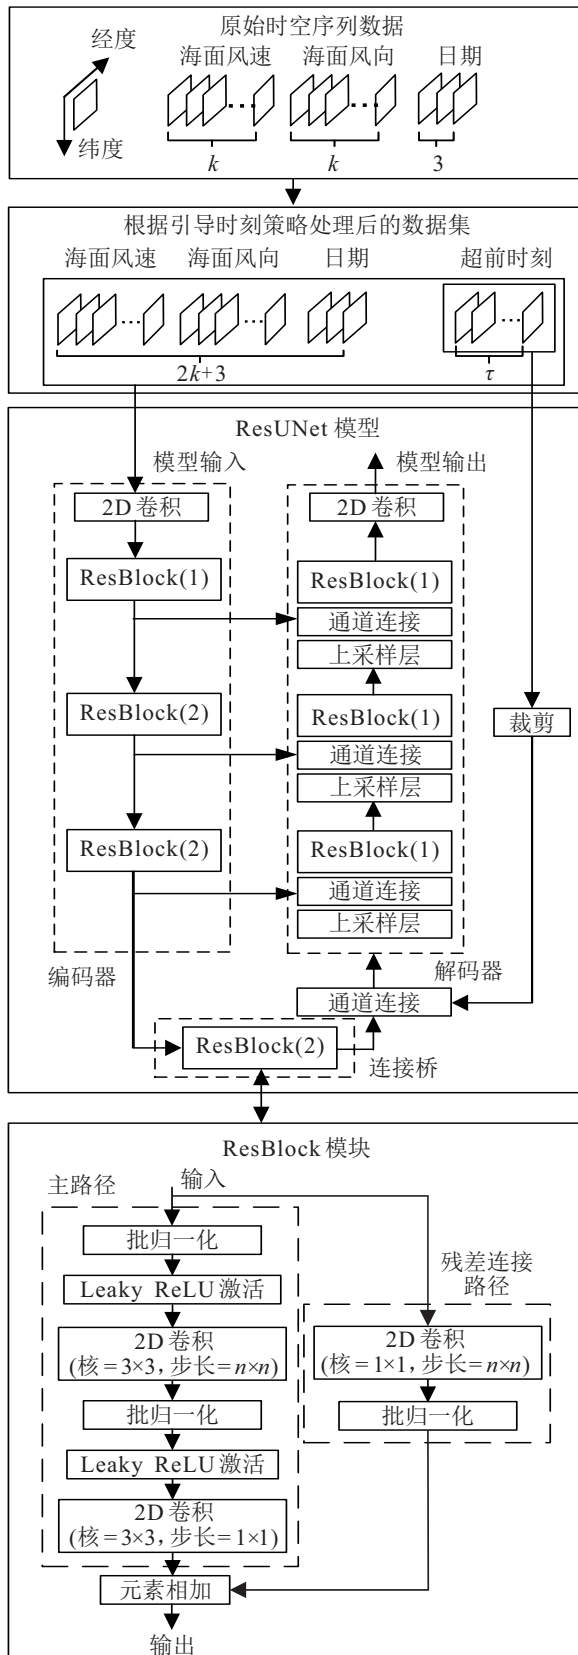 原始时空序列数据
经度
海面风速 海面风向 日期
纬度
k k 3
根据引导时刻策略处理后的数据集
海面风速 海面风向 日期 超前时刻
2k+3 τ
ResUNet 模型
模型输入 模型输出
2D 卷积 2D 卷积
ResBlock(1) ResBlock(1)
通道连接
上采样层
ResBlock(2) ResBlock(1) 裁剪
通道连接
上采样层
ResBlock(2) ResBlock(1)
通道连接
上采样层
编码器 解码器
通道连接
ResBlock(2)
连接桥
ResBlock 模块
主路径 输入
批归一化
残差连接
路径
Leaky ReLU 激活
2D 卷积 2D 卷积
(核=3×3, 步长=n×n) (核=1×1, 步长=n×n)
批归一化 批归一化
Leaky ReLU 激活
2D 卷积
(核=3×3, 步长=1×1)
元素相加
输出